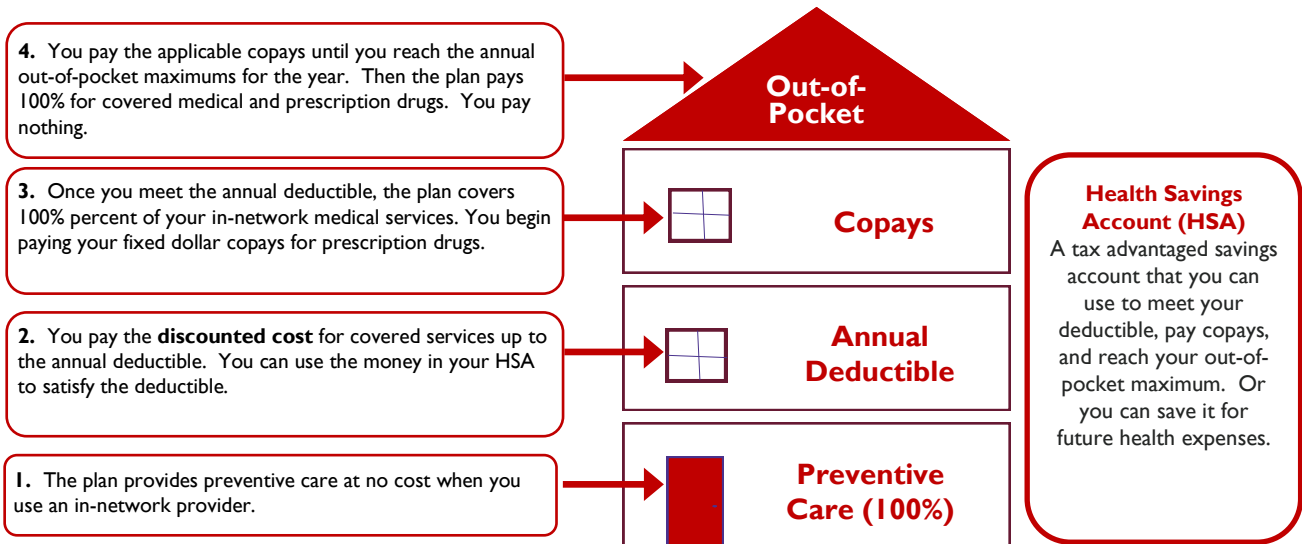 4. You pay the applicable copays until you reach the annual
out-of-pocket maximums for the year. Then the plan pays
100% for covered medical and prescription drugs. You pay
nothing.
Out-of-
Pocket
3. Once you meet the annual deductible, the plan covers
100% percent of your in-network medical services. You begin
paying your fixed dollar copays for prescription drugs.
Copays
2. You pay the discounted cost for covered services up to
the annual deductible. You can use the money in your HSA
to satisfy the deductible.
Annual
Deductible
1. The plan provides preventive care at no cost when you
use an in-network provider.
Preventive
Care (100%)
Health Savings
Account (HSA)
A tax advantaged savings
account that you can
use to meet your
deductible, pay copays,
and reach your out-of-
pocket maximum. Or
you can save it for
future health expenses.